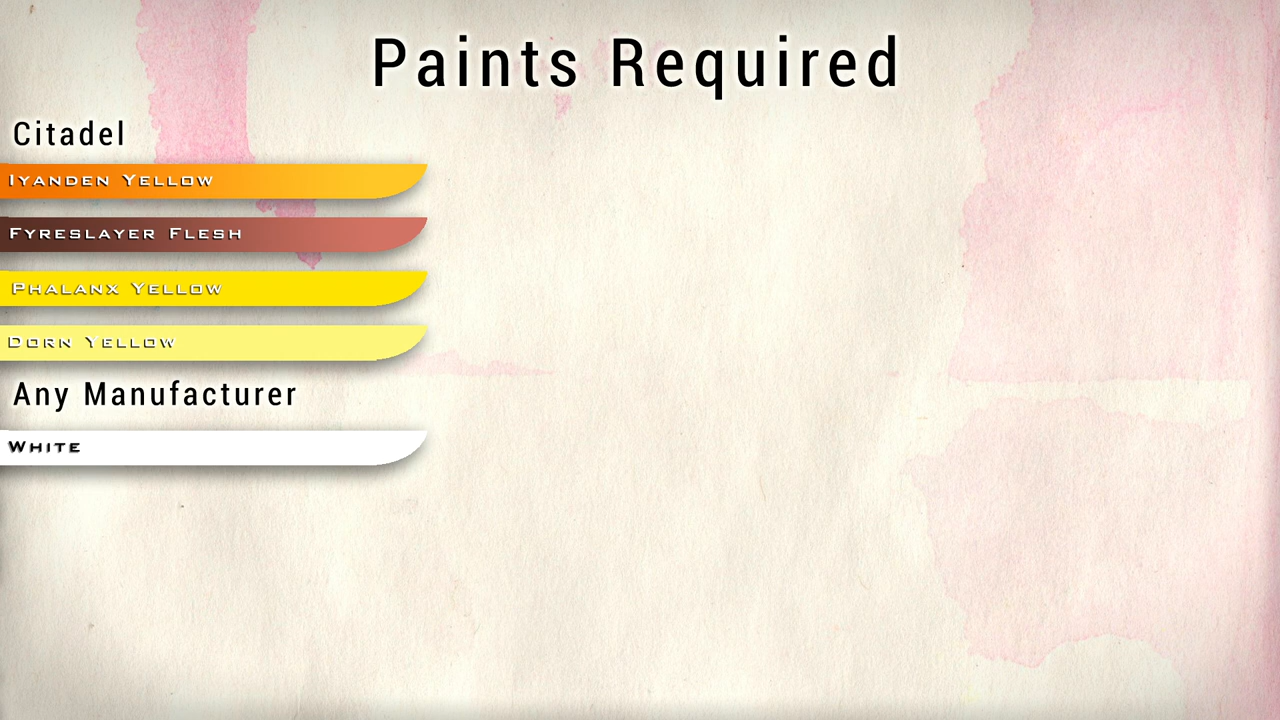 Paints Required
Citadel
Iyanden Yellow
Fyreslayer Flesh
Phalanx Yellow
Dorn Yellow
Any Manufacturer
White